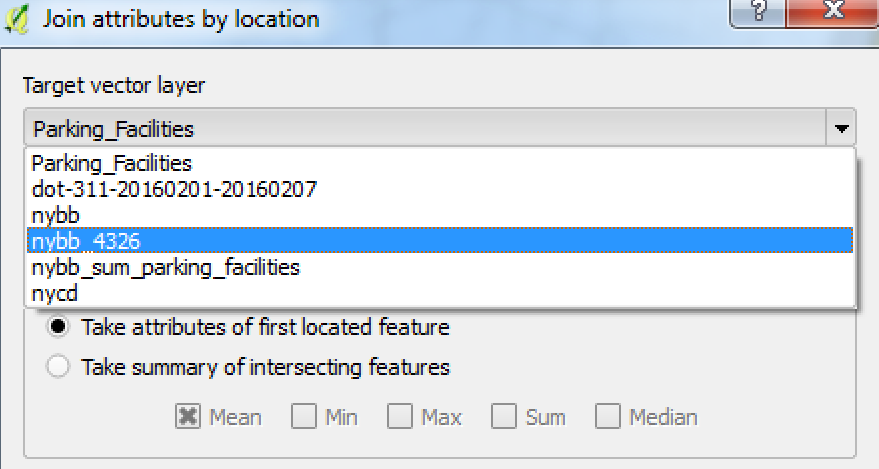 Join attributes by location
?
Target vector layer
Parking_Facilities
Parking_Facilities
dot-311-20160201-20160207
nybb
nybb_4326
nybb_sum_parking_facilities
nycd
Take attributes of first located feature
Take summary of intersecting features
Mean Min Max Sum Median